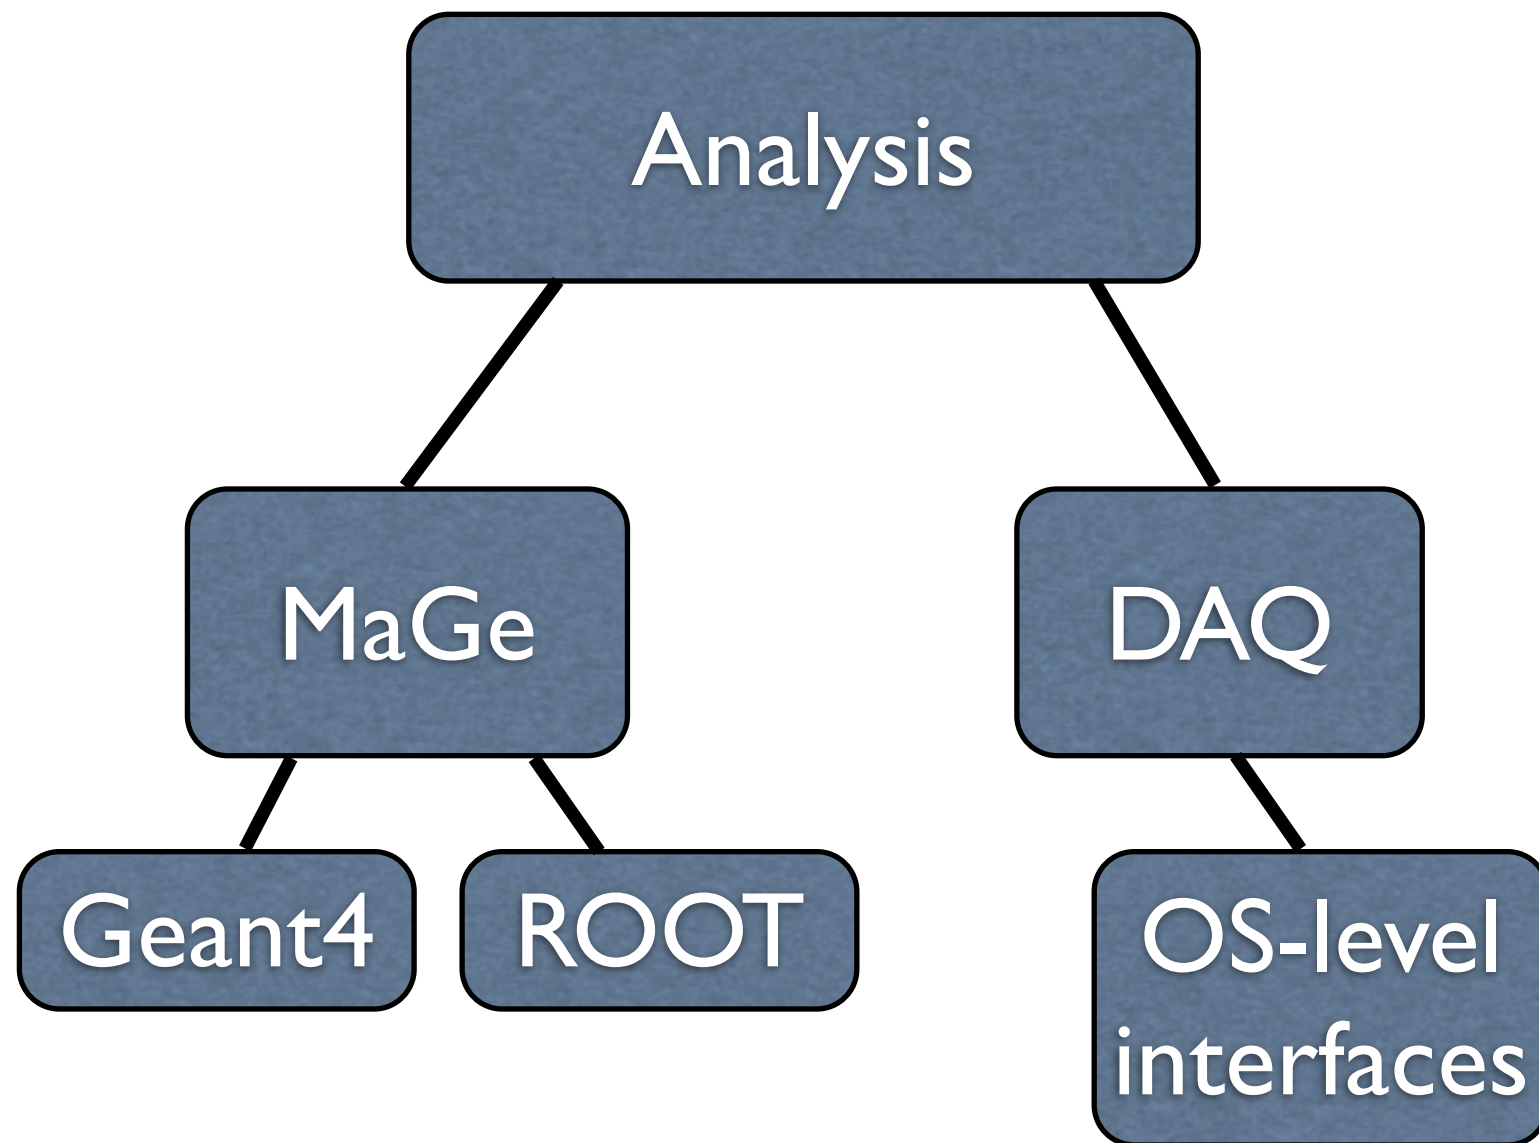 Analysis
MaGe
DAQ
Geant4
ROOT
OS-level
interfaces